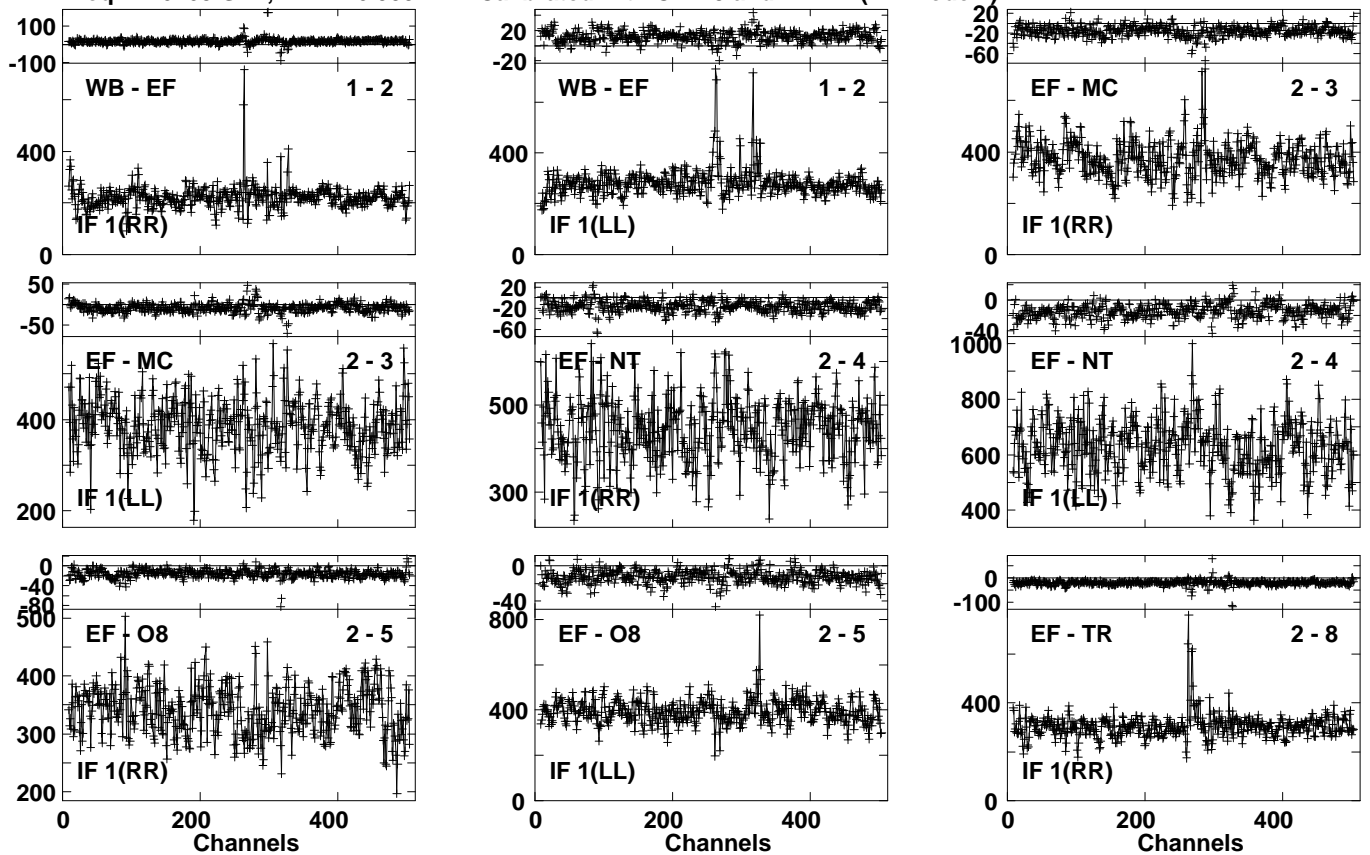 100
-100
WB - EF 1 - 2
400
0
IF 1(RR)
20
-20
WB - EF 1 - 2
400
0
IF 1(LL)
20
-20
-60
EF - MC 2 - 3
400
0
IF 1(RR)
50
-50
EF - MC 2 - 3
400
200
IF 1(LL)
20
-20
-60
EF - NT 2 - 4
500
300
IF 1(RR)
0
-40
1000
EF - NT 2 - 4
800
600
400
IF 1(LL)
0
-40
-80
500
EF - O8 2 - 5
400
300
200
IF 1(RR)
0 200 400
Channels
0
-40
800
EF - O8 2 - 5
400
0
IF 1(LL)
0 200 400
Channels
0
-100
EF - TR 2 - 8
400
0
IF 1(RR)
0 200 400
Channels